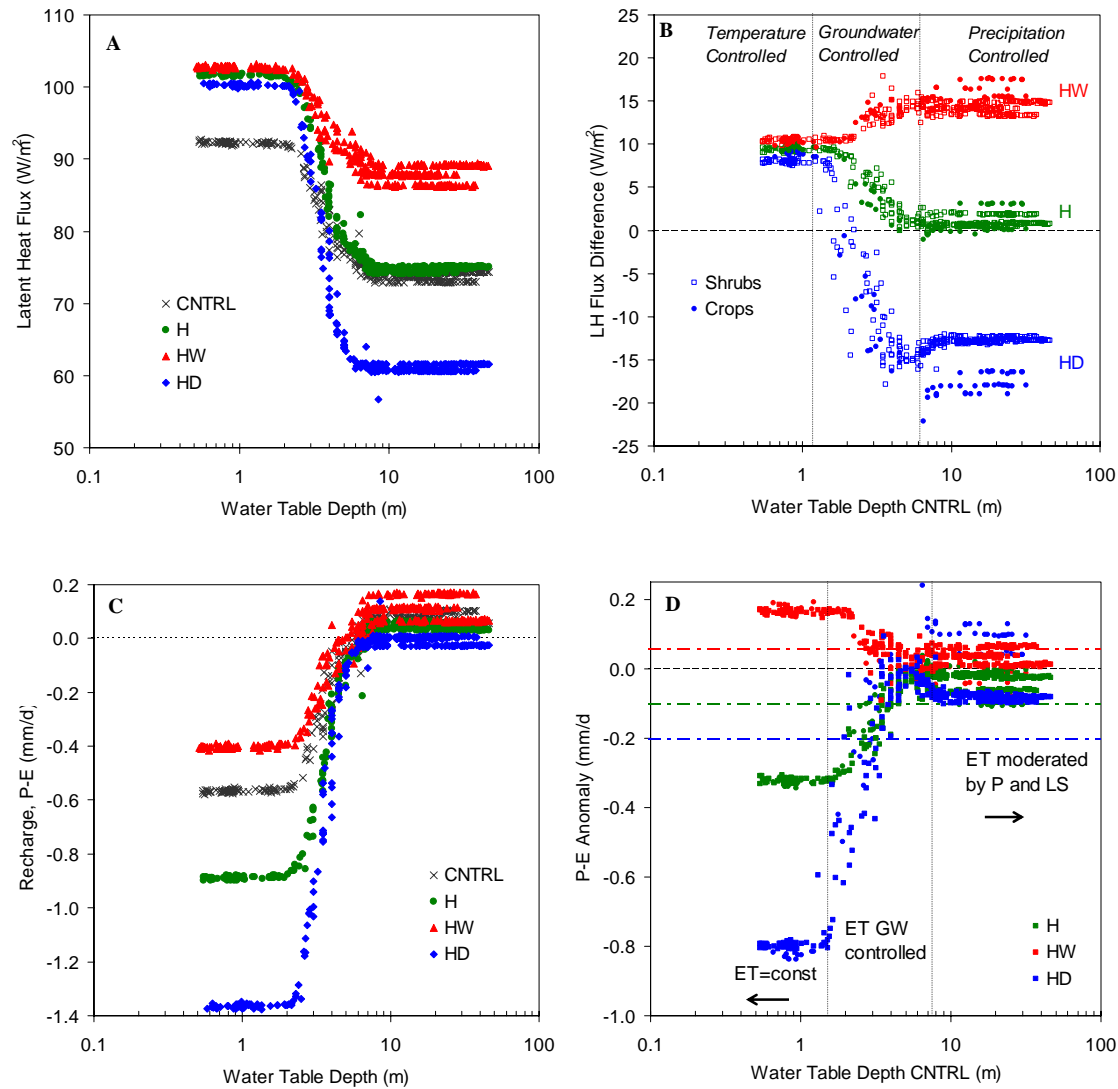 A
110
100
90
80
70
60
50
Latent Heat Flux (W/m²)
CNTRL
H
HW
HD
0.1
1
10
100
Water Table Depth (m)
B
Temperature Controlled
Groundwater Controlled
Precipitation Controlled
30
25
20
15
10
5
0
-5
-10
-15
-20
-25
LH Flux Difference (W/m²)
HW
H
HD
Shrubs
Crops
0.1
1
10
100
Water Table Depth CNTRL (m)
C
0.2
0.0
-0.2
-0.4
-0.6
-0.8
-1.0
-1.2
-1.4
Recharge, P-E (mm/d)
CNTRL
H
HW
HD
0.1
1
10
100
Water Table Depth (m)
D
0.2
0.0
-0.2
-0.4
-0.6
-0.8
-1.0
P-E Anomaly (mm/d
ET moderated
by P and LS
ET GW
controlled
ET=const
H
HW
HD
0.1
1
10
100
Water Table Depth CNTRL (m)